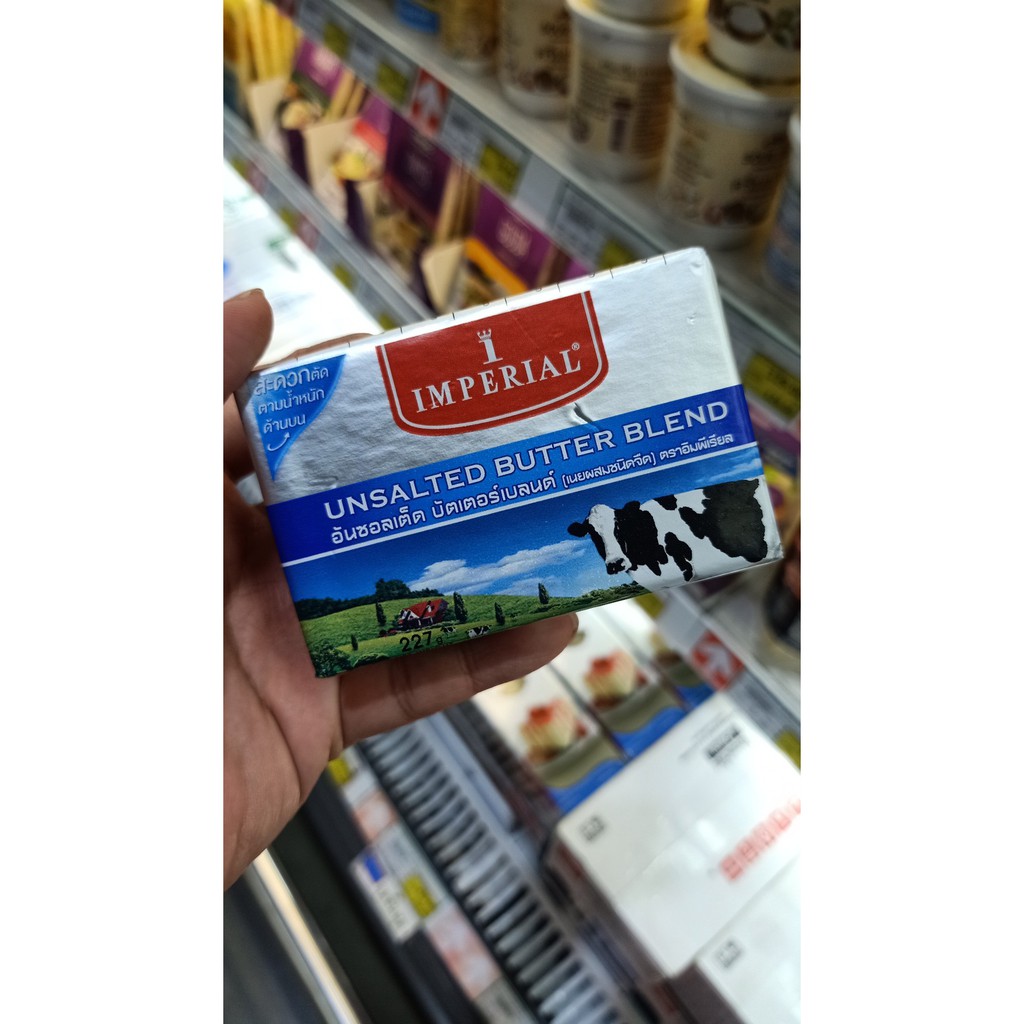 สะดวกตัด
ตามน้ำหนัก
ด้านบน
i
IMPERIAL®
UNSALTED BUTTER BLEND
อันซอลเต็ด บัตเตอร์เบลนด์ (เนยผสมชนิดจืด) ตราอิมพีเรียล
227 g